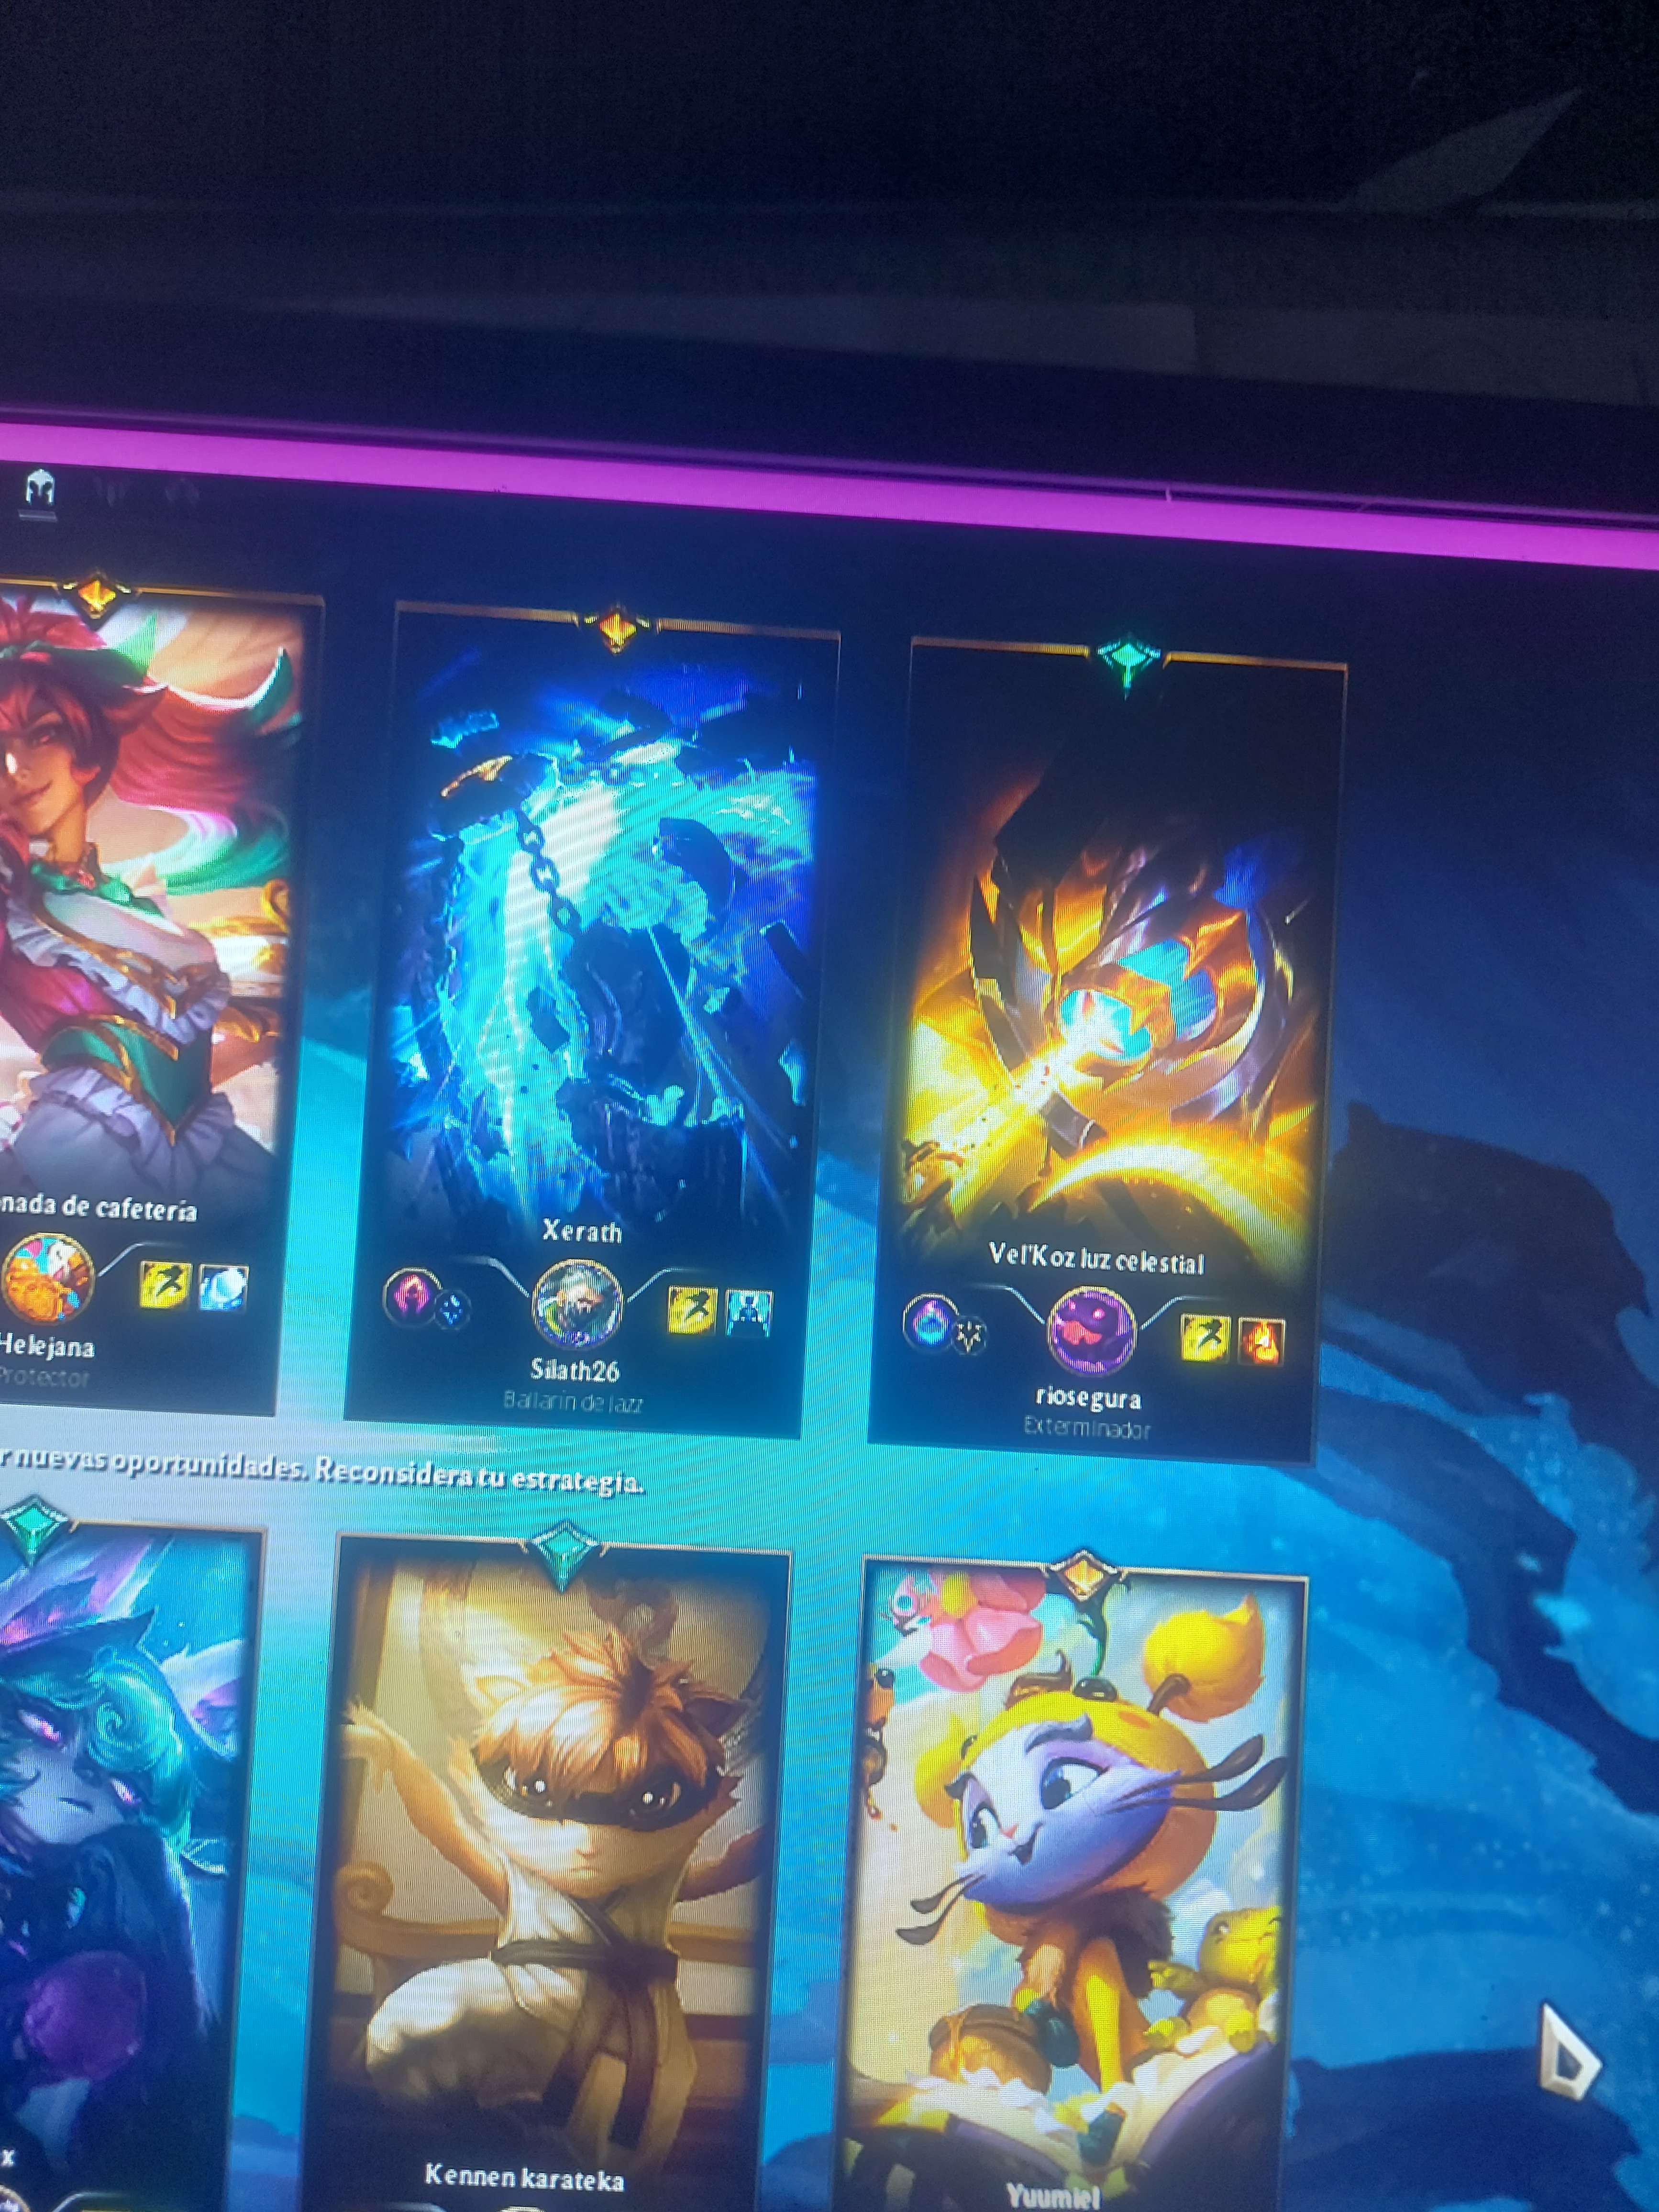 nada de cafetería
Helejana
Protector
Xerath
Silath26
Bailarín de Jazz
Vel'Koz luz celestial
riosegura
Exterminador
r nuevas oportunidades. Reconsidera tu estrategia.
x
Kennen karateka
Yuumiel